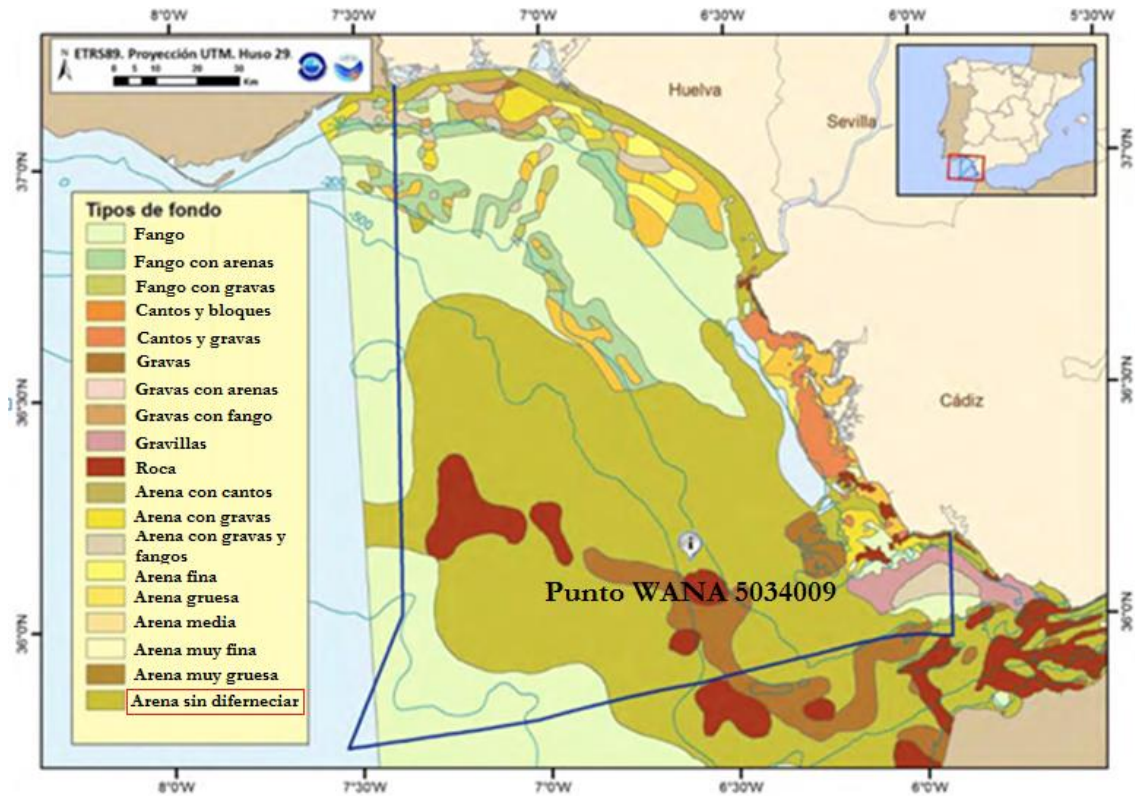 8°0'W 7°30'W 7°0'W 6°30'W 6°0'W 5°30'W
N ETRS89. Proyección UTM. Huso 29
0 5 10 20 30
Km
Huelva
Sevilla
Cádiz
37°0'N
36°30'N
36°0'N
37°0'N
36°30'N
36°0'N
-200
-500
Tipos de fondo
Fango
Fango con arenas
Fango con gravas
Cantos y bloques
Cantos y gravas
Gravas
Gravas con arenas
Gravas con fango
Gravillas
Roca
Arena con cantos
Arena con gravas
Arena con gravas y
fangos
Arena fina
Arena gruesa
Arena media
Arena muy fina
Arena muy gruesa
Arena sin diferneciar
Punto WANA 5034009
8°0'W 7°30'W 7°0'W 6°30'W 6°0'W